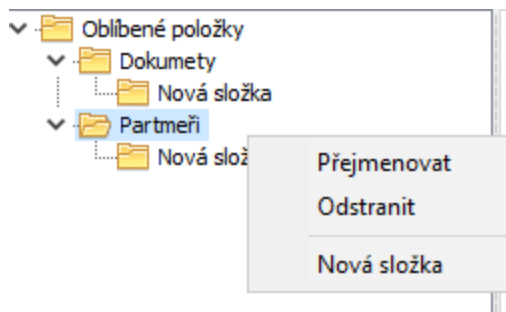 Oblíbené položky
Dokumety
Nová složka
Partmeři
Nová slož
Přejmenovat
Odstranit
Nová složka